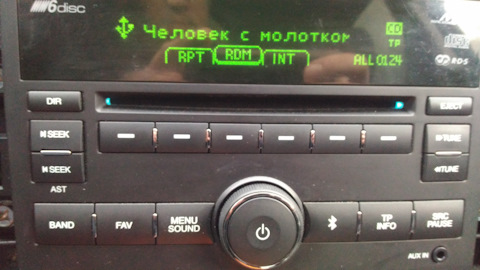 6disc
Человек с молотком
CD
TP
RPT RDM INT ALL0124
RDS
DIR EJECT
SEEK TUNE
SEEK TUNE
AST
BAND FAV MENU SOUND TP INFO SRC PAUSE
AUX IN